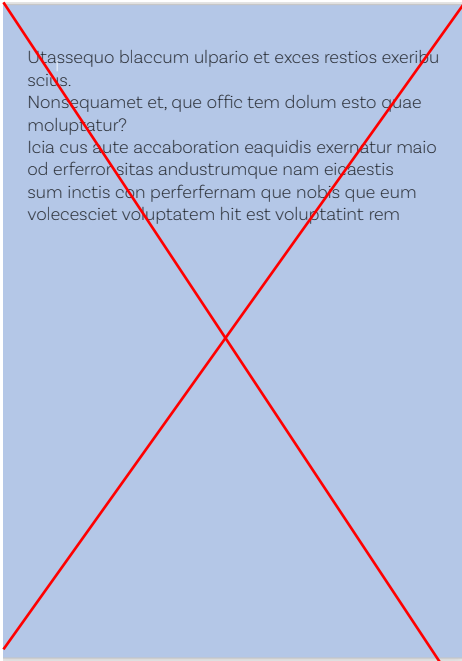 Utassequo blaccum ulpario et exces restios exeribu
scius.
Nonsequamet et, que offic tem dolum esto quae
moluptatur?
Icia cus aute accaboration eaquidis exernatur maio
od erferror sitas andustrumque nam eicaestis
sum inctis con perferfernam que nobis que eum
volecesciet voluptatem hit est voluptatint rem